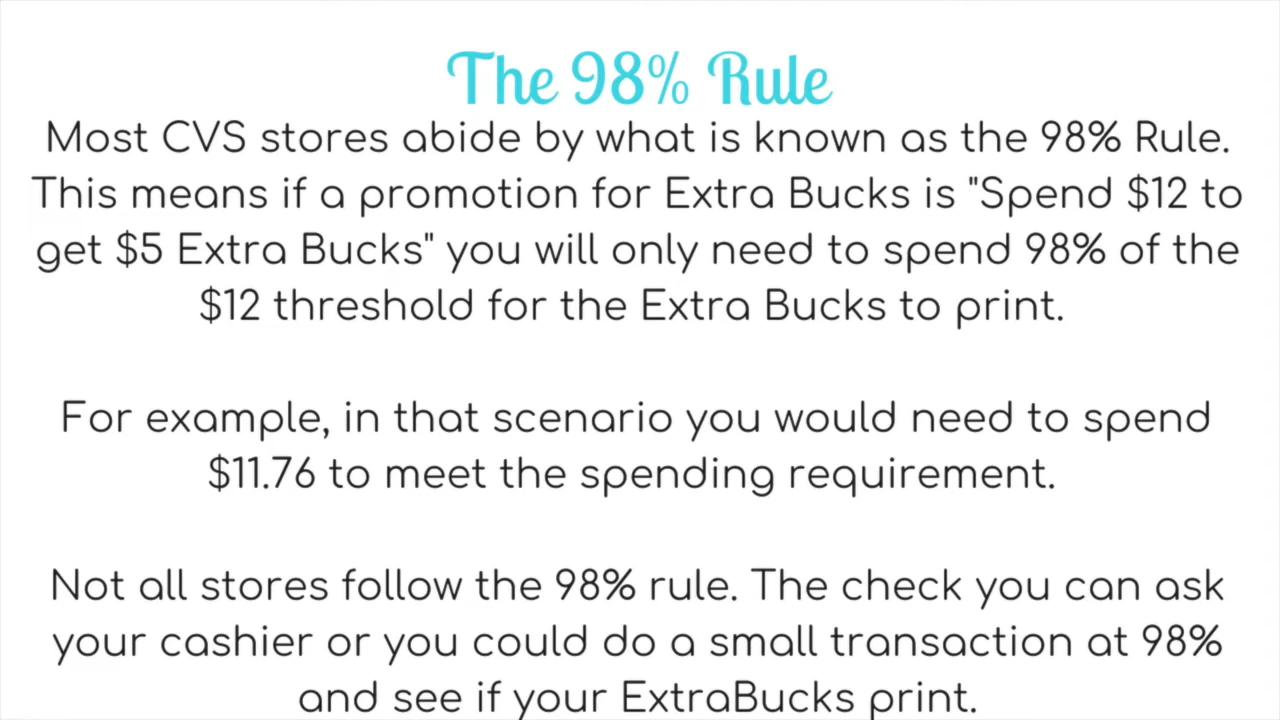 The 98% Rule
Most CVS stores abide by what is known as the 98% Rule.
This means if a promotion for Extra Bucks is "Spend $12 to
get $5 Extra Bucks" you will only need to spend 98% of the
$12 threshold for the Extra Bucks to print.
For example, in that scenario you would need to spend
$11.76 to meet the spending requirement.
Not all stores follow the 98% rule. The check you can ask
your cashier or you could do a small transaction at 98%
and see if your ExtraBucks print.